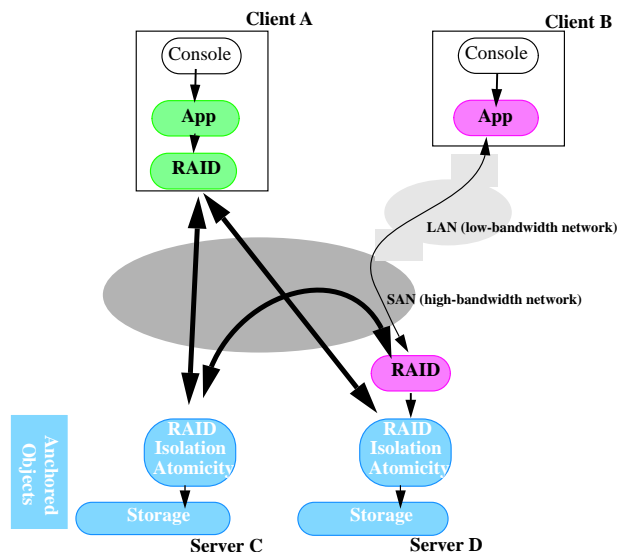 Client A
Client B
Console
Console
App
App
RAID
LAN (low-bandwidth network)
SAN (high-bandwidth network)
RAID
Anchored
Objects
RAID
Isolation
Atomicity
RAID
Isolation
Atomicity
Storage
Storage
Server C
Server D